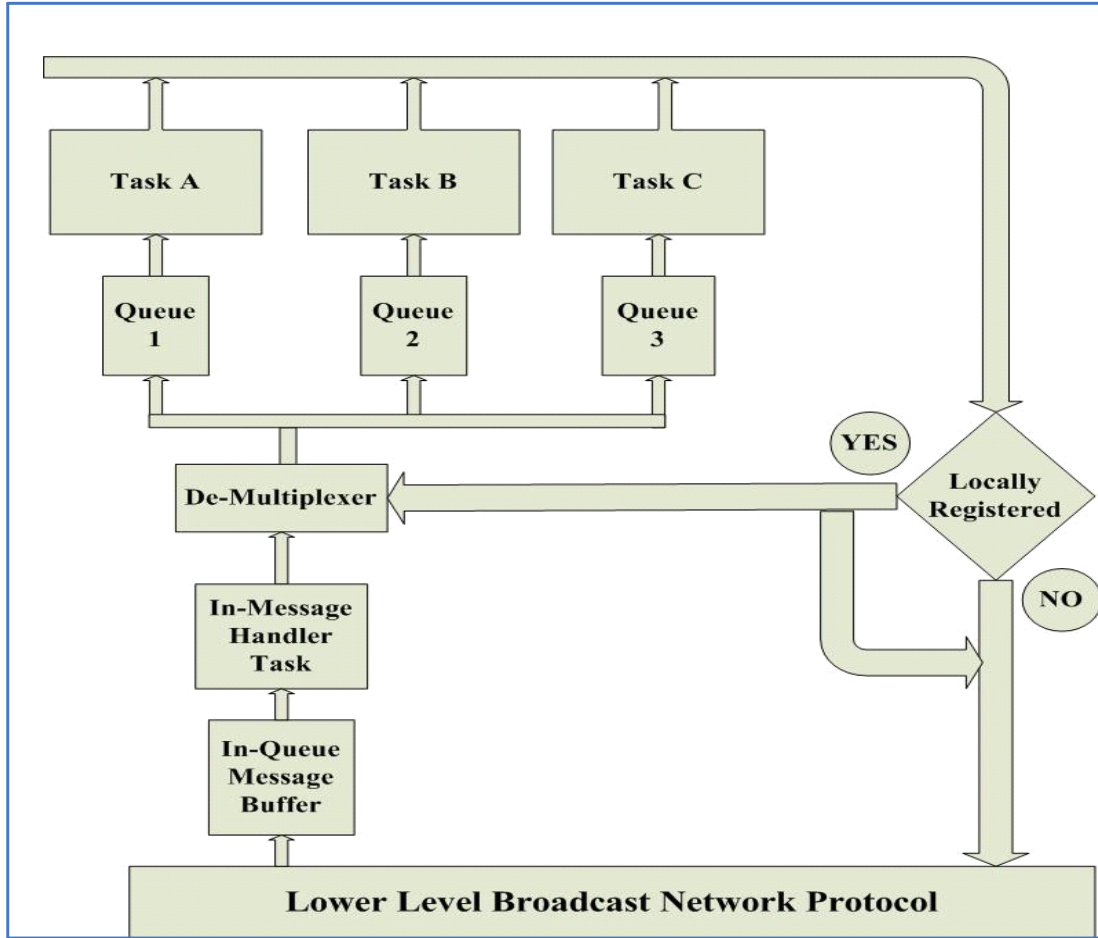 Task A
Task B
Task C
Queue
1
Queue
2
Queue
3
YES
Locally
Registered
De-Multiplexer
NO
In-Message
Handler
Task
In-Queue
Message
Buffer
Lower Level Broadcast Network Protocol